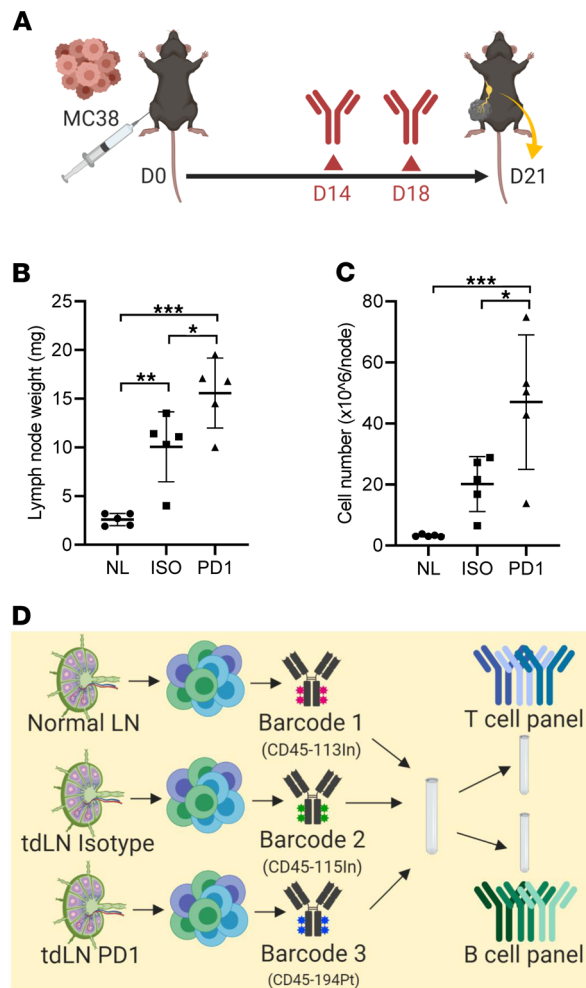 A
MC38
D0
D14
D18
D21
B
***
*
**
Lymph node weight (mg)
25
20
15
10
5
0
NL ISO PD1
C
***
*
Cell number (x10^6/node)
80
60
40
20
0
NL ISO PD1
D
Normal LN
Barcode 1
(CD45-113In)
T cell panel
tdLN Isotype
Barcode 2
(CD45-115In)
tdLN PD1
Barcode 3
(CD45-194Pt)
B cell panel